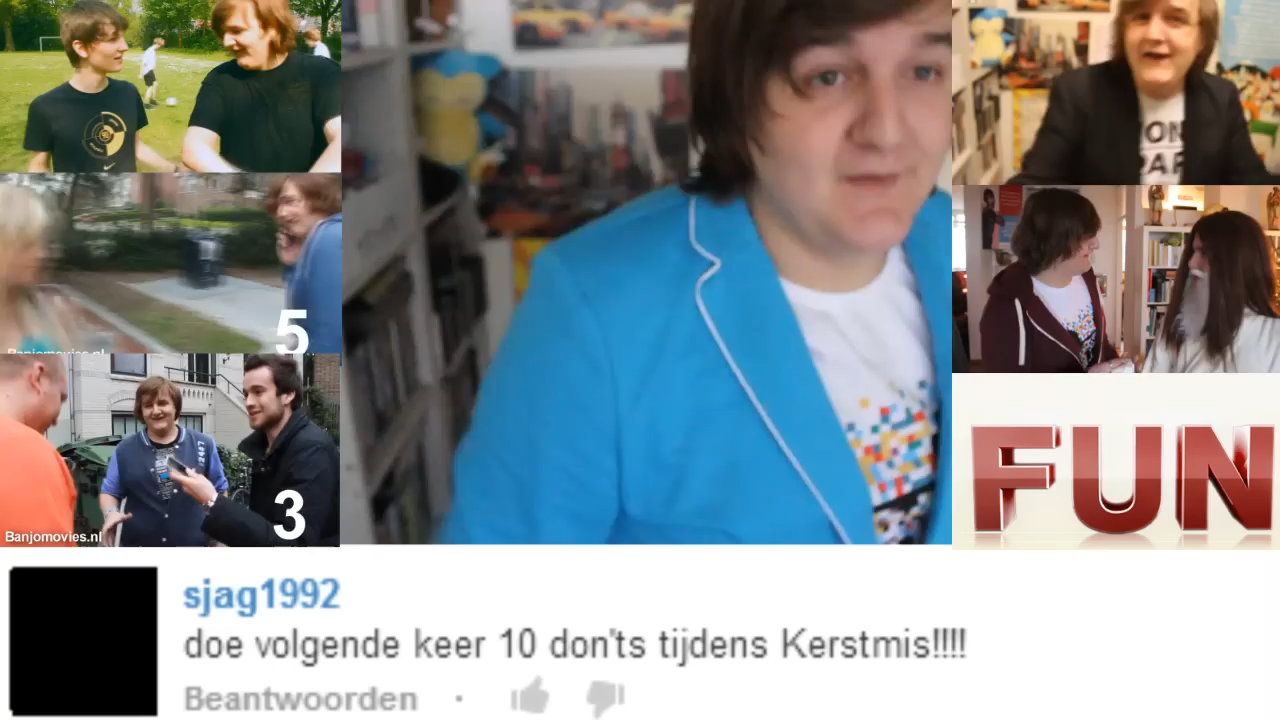 5
Banjomovies.nl
3
Banjomovies.nl
FUN
sjag1992
doe volgende keer 10 don'ts tijdens Kerstmis!!!!
Beantwoorden